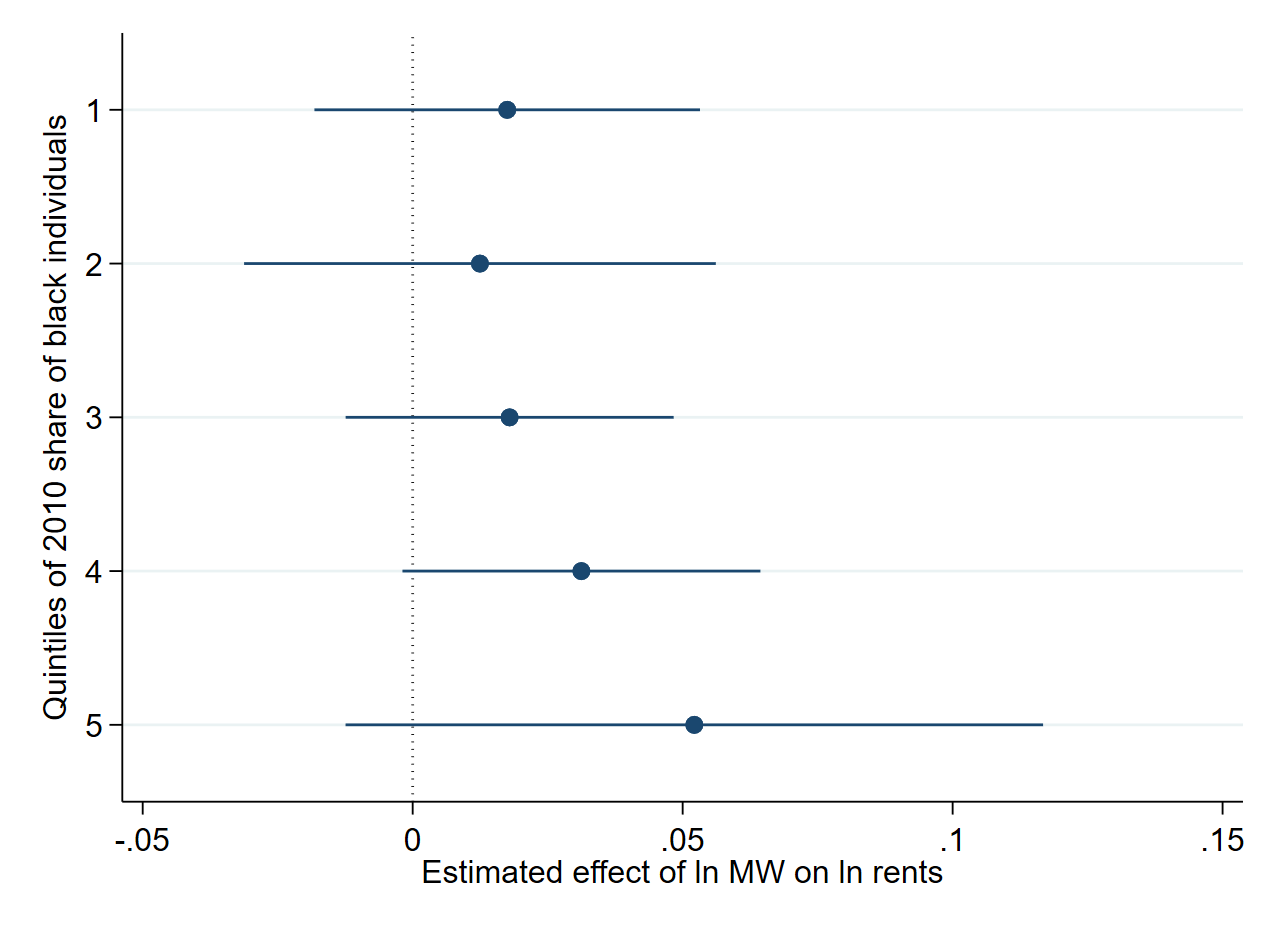 Quintiles of 2010 share of black individuals
1
2
3
4
5
-.05 0 .05 .1 .15
Estimated effect of ln MW on ln rents